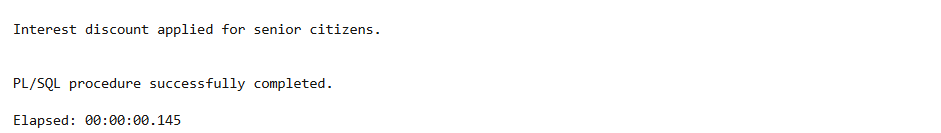 Interest discount applied for senior citizens.
PL/SQL procedure successfully completed.
Elapsed: 00:00:00.145